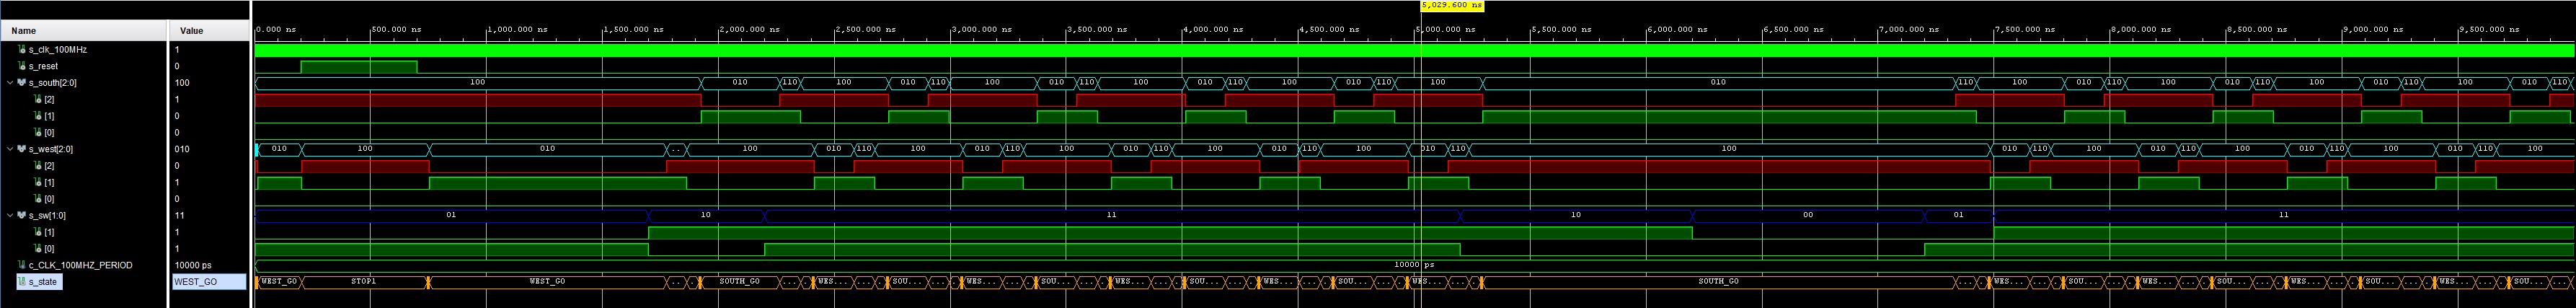 5,029.600 ns
Name Value 0.000 ns 500.000 ns 1,000.000 ns 1,500.000 ns 2,000.000 ns 2,500.000 ns 3,000.000 ns 3,500.000 ns 4,000.000 ns 4,500.000 ns 5,000.000 ns 5,500.000 ns 6,000.000 ns 6,500.000 ns 7,000.000 ns 7,500.000 ns 8,000.000 ns 8,500.000 ns 9,000.000 ns 9,500.000 ns
s_clk_100MHz 1
s_reset 0
s_south[2:0] 100 100 010 110 100 010 110 100 010 110 100 010 110 100 010 110 100 010 110 100 010 110 100 010 110 100 010 110 100 010 110
[2] 1
[1] 0
[0] 0
s_west[2:0] 010 010 100 010 .. 100 010 110 100 010 110 100 010 110 100 010 110 100 010 110 100 010 110 100 010 110 100 010 110 100 010 110 100
[2] 0
[1] 1
[0] 0
s_sw[1:0] 11 01 10 11 10 00 01 11
[1] 1
[0] 1
c_CLK_100MHZ_PERIOD 10000 ps 10000 ps
s_state WEST_GO WEST_GO STOP1 WEST_GO ... SOUTH_GO ... WES... ... SOU... ... WES... ... SOU... ... WES... ... SOU... ... WES... ... SOU... ... WES... ... SOUTH_GO ... WES... ... SOU... ... WES... ... SOU... ... WES... ... SOU... ... WES... ... SOU... ...